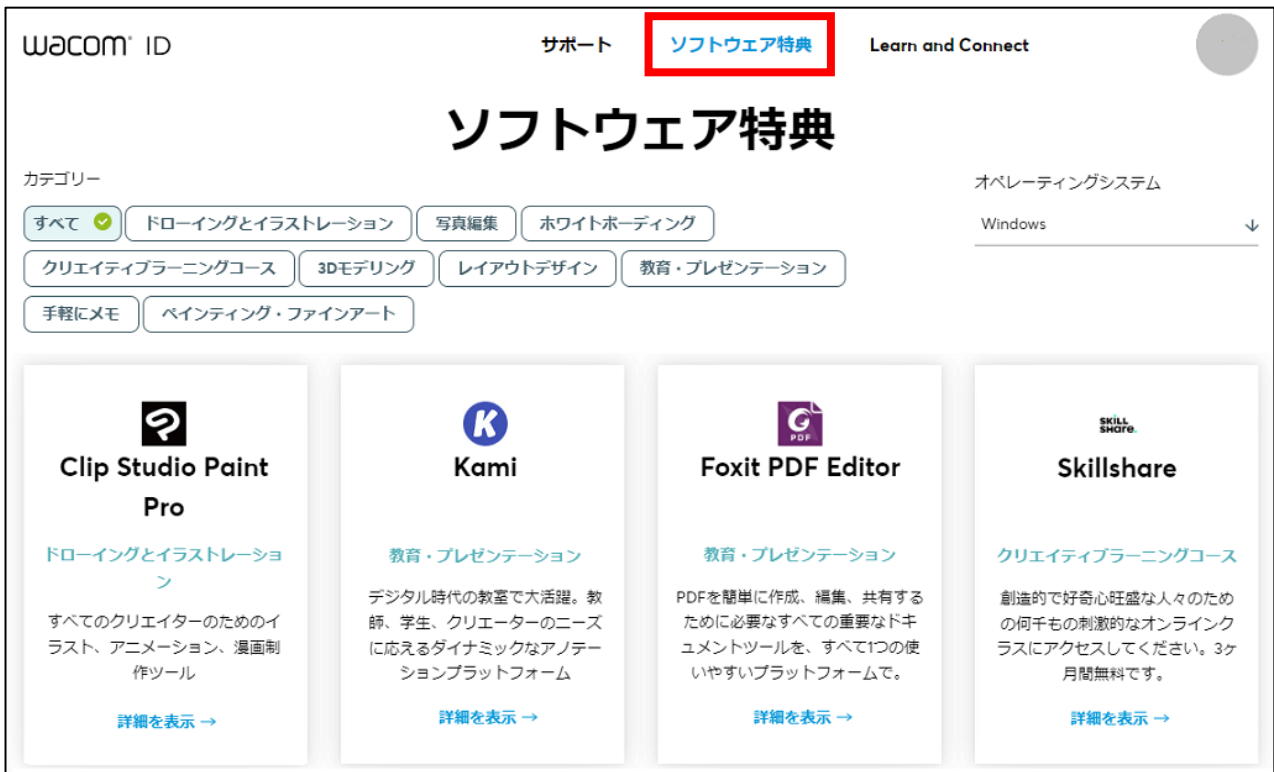 wacom ID
サポート
ソフトウェア特典
Learn and Connect
ソフトウェア特典
カテゴリー
オペレーティングシステム
すべて
ドローイングとイラストレーション
写真編集
ホワイトボーディング
Windows
クリエイティブラーニングコース
3Dモデリング
レイアウトデザイン
教育・プレゼンテーション
手軽にメモ
ペインティング・ファインアート
Clip Studio Paint
Pro
ドローイングとイラストレーショ
ン
すべてのクリエイターのためのイ
ラスト、アニメーション、漫画制
作ツール
詳細を表示 →
K
Kami
教育・プレゼンテーション
デジタル時代の教室で大活躍。教
師、学生、クリエーターのニーズ
に応えるダイナミックなアノテー
ションプラットフォーム
詳細を表示 →
G
PDF
Foxit PDF Editor
教育・プレゼンテーション
PDFを簡単に作成、編集、共有する
ために必要なすべての重要なドキ
ュメントツールを、すべて1つの使
いやすいプラットフォームで。
詳細を表示 →
SKILL
SHare.
Skillshare
クリエイティブラーニングコース
創造的で好奇心旺盛な人々のため
の何千もの刺激的なオンラインク
ラスにアクセスしてください。3ケ
月間無料です。
詳細を表示 →